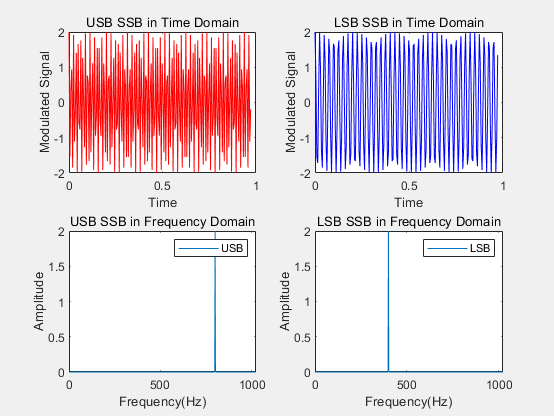 USB SSB in Time Domain
2
1
0
-1
-2
Modulated Signal
0
0.5
1
Time
LSB SSB in Time Domain
2
1
0
-1
-2
Modulated Signal
0
0.5
1
Time
USB SSB in Frequency Domain
2
1.5
1
0.5
0
Amplitude
USB
0
500
1000
Frequency(Hz)
LSB SSB in Frequency Domain
2
1.5
1
0.5
0
Amplitude
LSB
0
500
1000
Frequency(Hz)